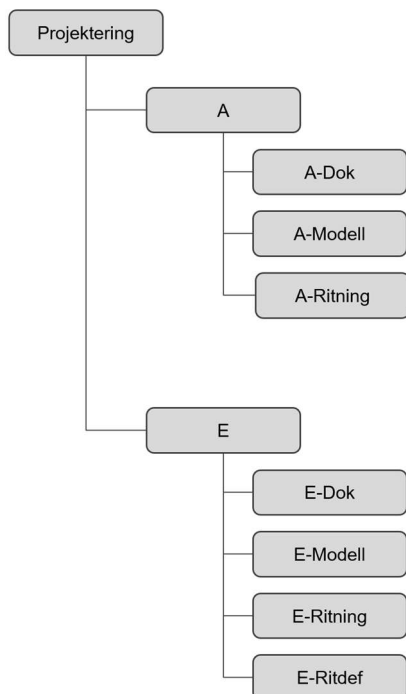 Projektering
A
A-Dok
A-Modell
A-Ritning
E
E-Dok
E-Modell
E-Ritning
E-Ritdef